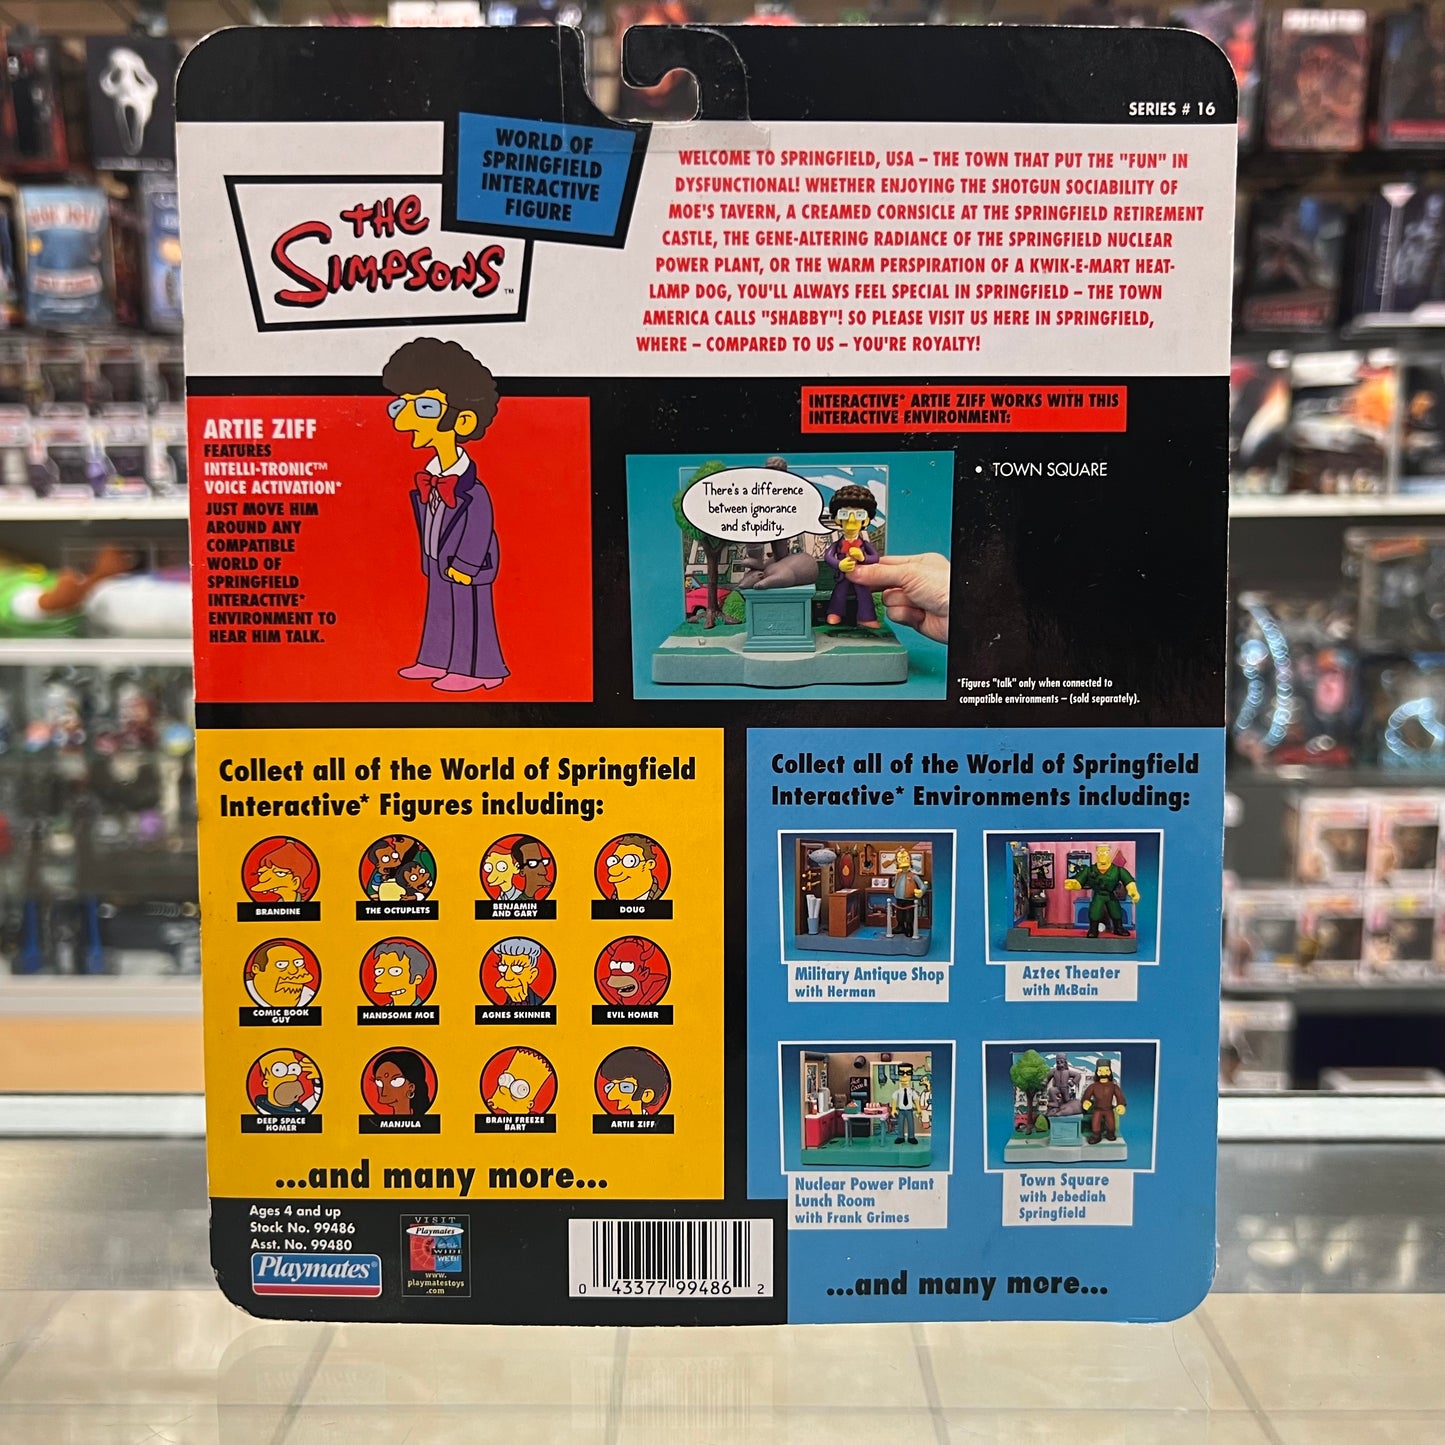 SERIES # 16
WORLD OF
SPRINGFIELD
INTERACTIVE
FIGURE
THE
SIMPSONS
TM
WELCOME TO SPRINGFIELD, USA – THE TOWN THAT PUT THE "FUN" IN
DYSFUNCTIONAL! WHETHER ENJOYING THE SHOTGUN SOCIABILITY OF
MOE'S TAVERN, A CREAMED CORNSICLE AT THE SPRINGFIELD RETIREMENT
CASTLE, THE GENE-ALTERING RADIANCE OF THE SPRINGFIELD NUCLEAR
POWER PLANT, OR THE WARM PERSPIRATION OF A KWIK-E-MART HEAT-
LAMP DOG, YOU'LL ALWAYS FEEL SPECIAL IN SPRINGFIELD – THE TOWN
AMERICA CALLS "SHABBY"! SO PLEASE VISIT US HERE IN SPRINGFIELD,
WHERE – COMPARED TO US – YOU'RE ROYALTY!
ARTIE ZIFF
FEATURES
INTELLI-TRONIC™
VOICE ACTIVATION*
JUST MOVE HIM
AROUND ANY
COMPATIBLE
WORLD OF
SPRINGFIELD
INTERACTIVE*
ENVIRONMENT TO
HEAR HIM TALK.
INTERACTIVE* ARTIE ZIFF WORKS WITH THIS
INTERACTIVE ENVIRONMENT:
There's a difference
between ignorance
and stupidity.
• TOWN SQUARE
*Figures "talk" only when connected to
compatible environments – (sold separately).
Collect all of the World of Springfield
Interactive* Figures including:
BRANDINE
THE OCTUPLETS
BENJAMIN
AND GARY
DOUG
COMIC BOOK
GUY
HANDSOME MOE
AGNES SKINNER
EVIL HOMER
DEEP SPACE
HOMER
MANJULA
BRAIN FREEZE
BART
ARTIE ZIFF
...and many more...
Collect all of the World of Springfield
Interactive* Environments including:
Military Antique Shop
with Herman
Aztec Theater
with McBain
Nuclear Power Plant
Lunch Room
with Frank Grimes
Town Square
with Jebediah
Springfield
...and many more...
Ages 4 and up
Stock No. 99486
Asst. No. 99480
Playmates®
VISIT
Playmates
WORLD
WIDE
WEB!
www.
playmatestoys
.com
0 43377 99486 2